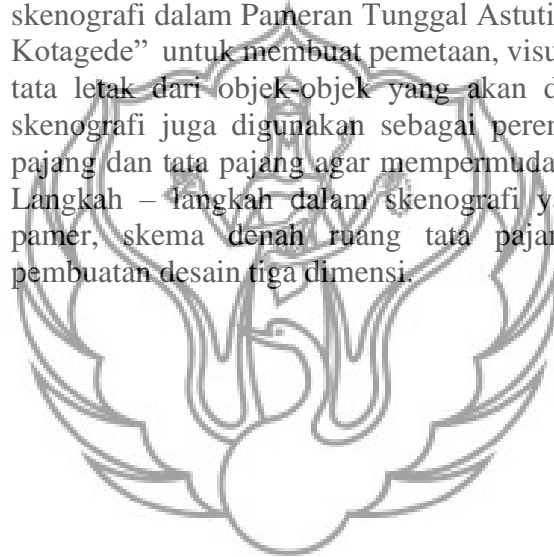 skenografi dalam Pameran Tunggal Astuti
Kotagede” untuk membuat pemetaan, visu
tata letak dari objek-objek yang akan d
skenografi juga digunakan sebagai peren
pajang dan tata pajang agar mempermuda
Langkah – langkah dalam skenografi ya
pamer, skema denah ruang tata pajan
pembuatan desain tiga dimensi.